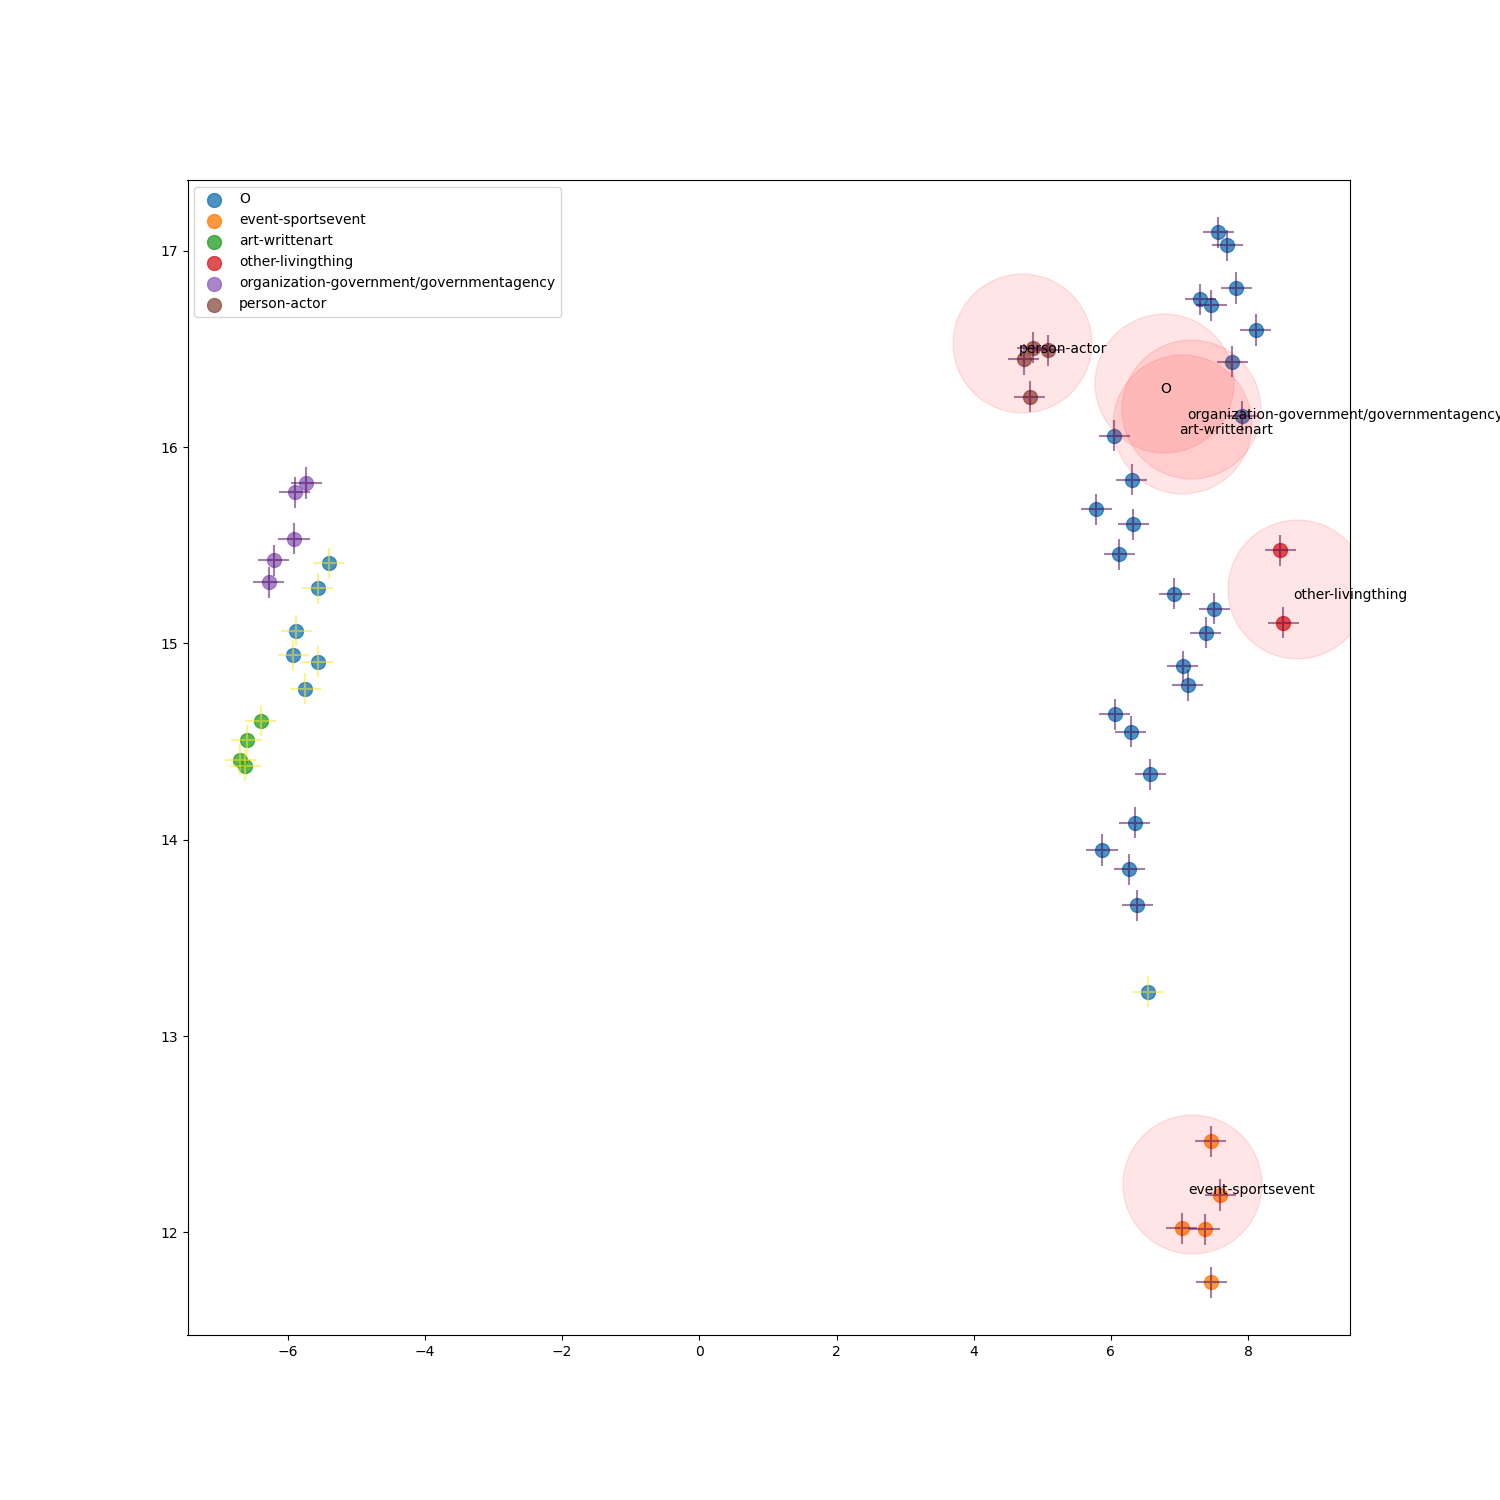 O
event-sportsevent
art-writtenart
other-livingthing
organization-government/governmentagency
person-actor
17
16
15
14
13
12
person-actor
O
organization-government/governmentagency
art-writtenart
other-livingthing
event-sportsevent
−6
−4
−2
0
2
4
6
8